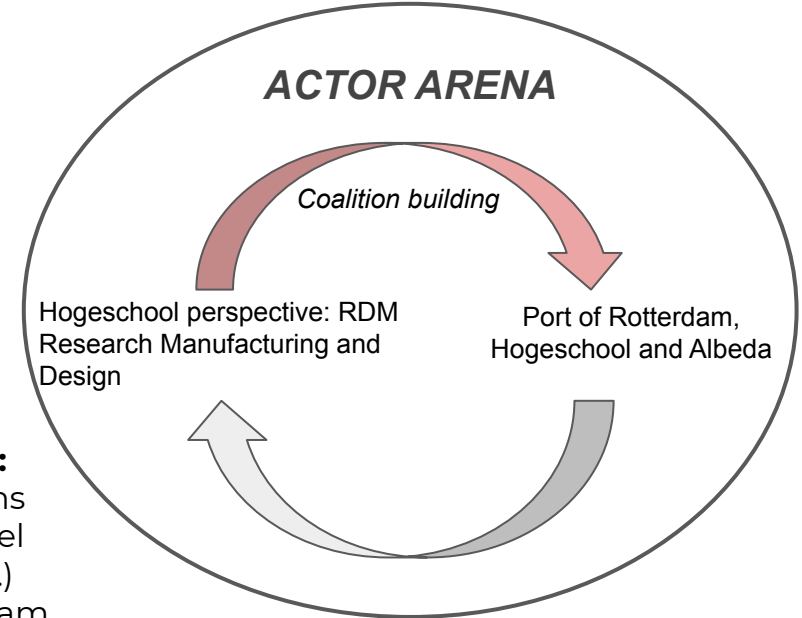 ACTOR ARENA
Coalition building
Hogeschool perspective: RDM
Research Manufacturing and
Design
Port of Rotterdam,
Hogeschool and Albeda
: